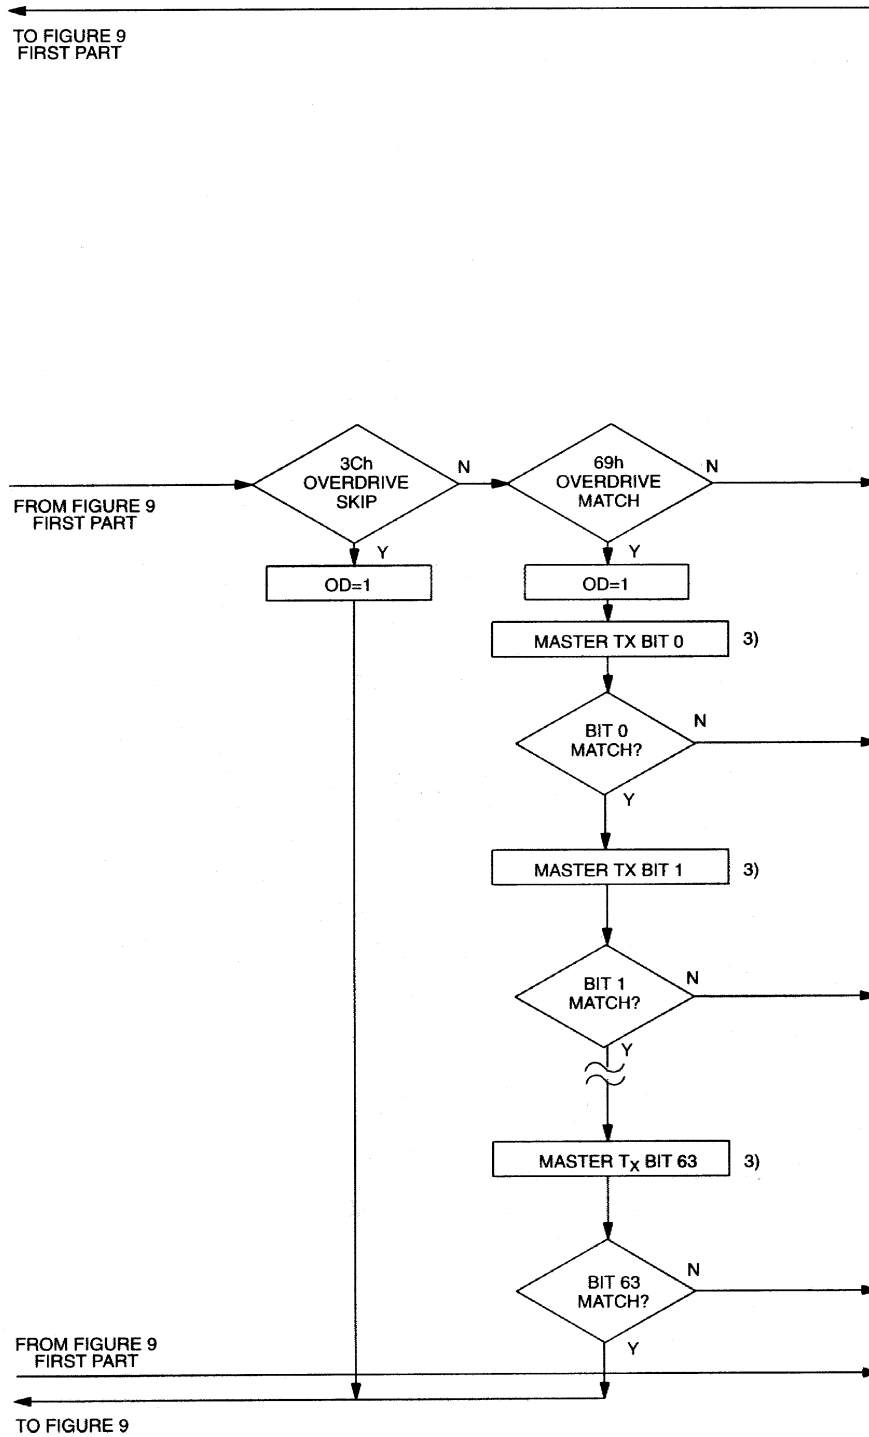 TO FIGURE 9
FIRST PART
3Ch
OVERDRIVE
SKIP
N
69h
OVERDRIVE
MATCH
N
FROM FIGURE 9
FIRST PART
Y
Y
OD=1
OD=1
MASTER TX BIT 0
3)
BIT 0
MATCH?
N
Y
MASTER TX BIT 1
3)
BIT 1
MATCH?
N
Y
MASTER TX BIT 63
3)
BIT 63
MATCH?
N
Y
FROM FIGURE 9
FIRST PART
TO FIGURE 9